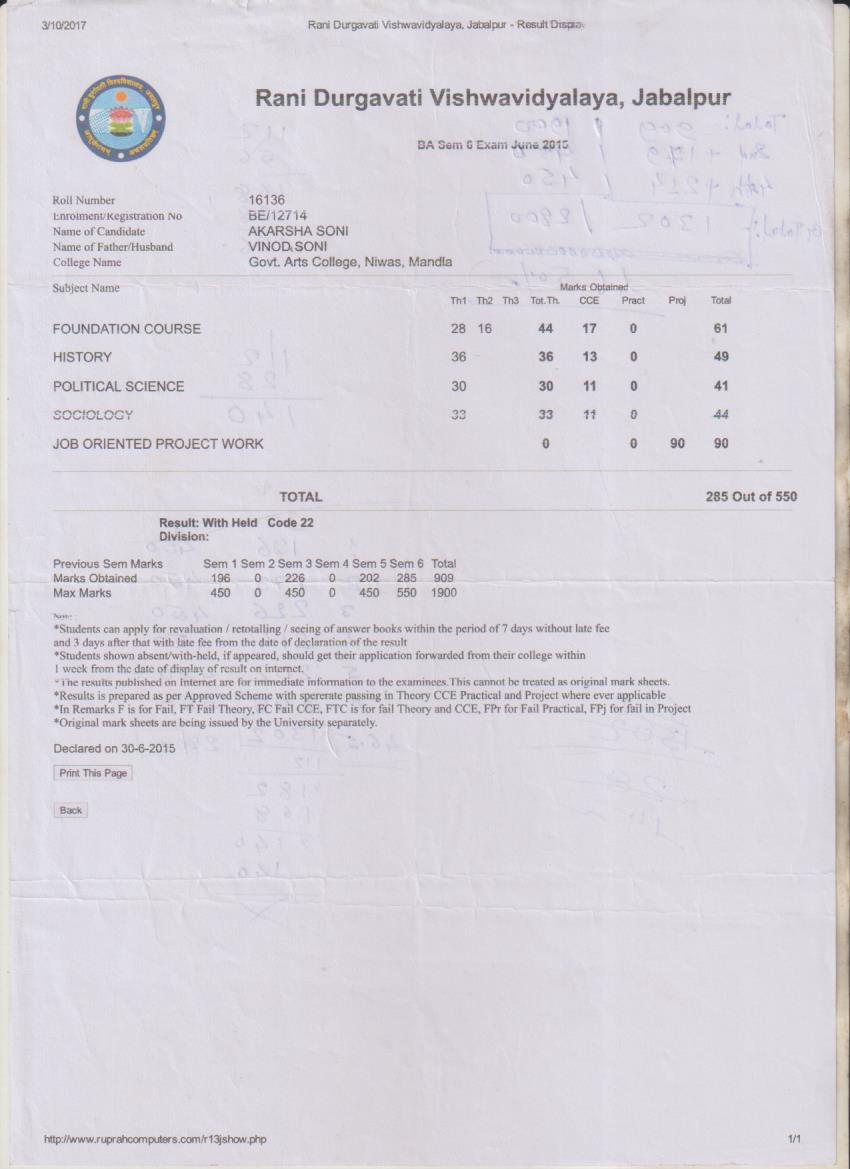 3/10/2017 Rani Durgavati Vishwavidyalaya, Jabalpur - Result Display
Rani Durgavati Vishwavidyalaya, Jabalpur
BA Sem 6 Exam June 2015
Roll Number 16136
Enrolment/Registration No BE/12714
Name of Candidate AKARSHA SONI
Name of Father/Husband VINOD SONI
College Name Govt. Arts College, Niwas, Mandla
Subject Name Marks Obtained
Th1 Th2 Th3 Tot.Th. CCE Pract Proj Total
FOUNDATION COURSE 28 16 44 17 0 61
HISTORY 36 36 13 0 49
POLITICAL SCIENCE 30 30 11 0 41
SOCIOLOGY 33 33 11 0 44
JOB ORIENTED PROJECT WORK 0 0 90 90
TOTAL 285 Out of 550
Result: With Held Code 22
Division:
Previous Sem Marks Sem 1 Sem 2 Sem 3 Sem 4 Sem 5 Sem 6 Total
Marks Obtained 196 0 226 0 202 285 909
Max Marks 450 0 450 0 450 550 1900
Note:
*Students can apply for revaluation / retotalling / seeing of answer books within the period of 7 days without late fee
and 3 days after that with late fee from the date of declaration of the result
*Students shown absent/with-held, if appeared, should get their application forwarded from their college within
1 week from the date of display of result on internet.
*The results published on Internet are for immediate information to the examinees.This cannot be treated as original mark sheets.
*Results is prepared as per Approved Scheme with spererate passing in Theory CCE Practical and Project where ever applicable
*In Remarks F is for Fail, FT Fail Theory, FC Fail CCE, FTC is for fail Theory and CCE, FPr for Fail Practical, FPj for fail in Project
*Original mark sheets are being issued by the University separately.
Declared on 30-6-2015
Print This Page
Back
http://www.ruprahcomputers.com/r13jshow.php 1/1